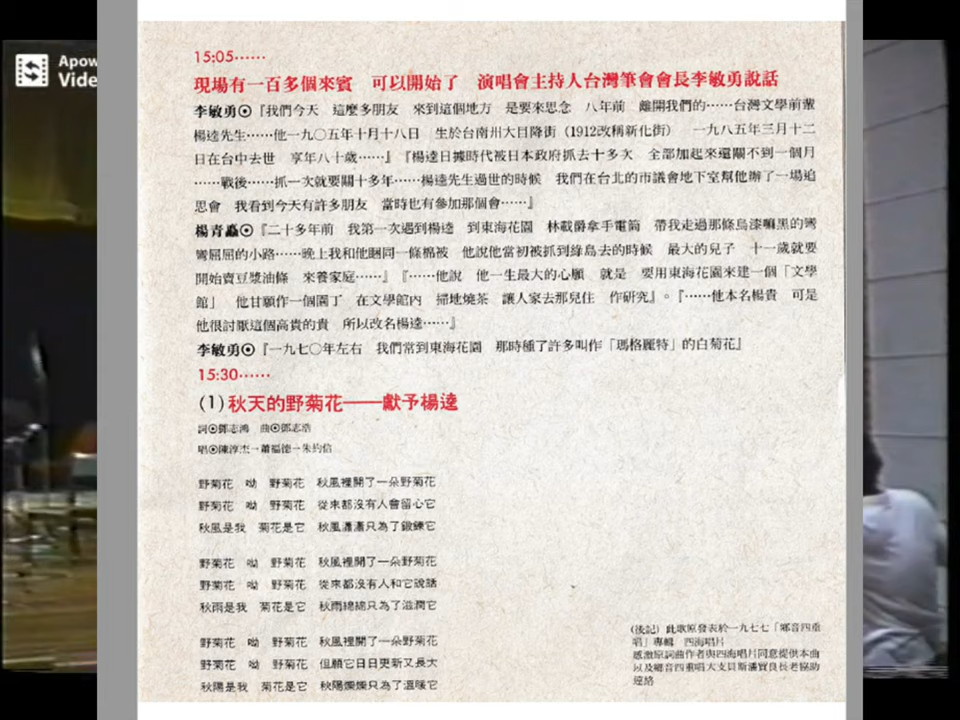 Apow
Vide
15:05……
現場有一百多個來賓　可以開始了　演唱會主持人台灣筆會會長李敏勇說話
李敏勇⊙『我們今天　這麼多朋友　來到這個地方　是要來思念　八年前　離開我們的……台灣文學前輩
楊逵先生……他一九〇五年十月十八日　生於台南州大目降街（1912改稱新化街）　一九八五年三月十二
日在台中去世　享年八十歲……』『楊逵日據時代被日本政府抓去十多次　全部加起來還關不到一個月
……戰後……抓一次就要關十多年……楊逵先生過世的時候　我們在台北的市議會地下室幫他辦了一場追
思會　我看到今天有許多朋友　當時也有參加那個會……』
楊青矗⊙『二十多年前　我第一次遇到楊逵　到東海花園　林載爵拿手電筒　帶我走過那條烏漆嘛黑的彎
彎屈屈的小路……晚上我和他睏同一條棉被　他說他當初被抓到綠島去的時候　最大的兒子　十一歲就要
開始賣豆漿油條　來養家庭……』『……他說　他一生最大的心願　就是　要用東海花園來建一個「文學
館」　他甘願作一個園丁　在文學館內　掃地燒茶　讓人家去那兒住　作研究』。『……他本名楊貴　可是
他很討厭這個高貴的貴　所以改名楊逵……』
李敏勇⊙『一九七〇年左右　我們常到東海花園　那時種了許多叫作「瑪格麗特」的白菊花』
15:30……
(1)秋天的野菊花——獻予楊逵
詞⊙鄧志鴻　曲⊙鄧志浩
唱⊙陳淳杰→蕭福德→朱約信
野菊花　呦　野菊花　秋風裡開了一朵野菊花
野菊花　呦　野菊花　從來都沒有人會留心它
秋風是我　菊花是它　秋風瀟瀟只為了鍛鍊它
野菊花　呦　野菊花　秋風裡開了一朵野菊花
野菊花　呦　野菊花　從來都沒有人和它說話
秋雨是我　菊花是它　秋雨綿綿只為了滋潤它
野菊花　呦　野菊花　秋風裡開了一朵野菊花
野菊花　呦　野菊花　但願它日日更新又長大
秋陽是我　菊花是它　秋陽燦燦只為了溫暖它
（後記）此歌原發表於一九七七「鄉音四重
唱」專輯　四海唱片
感激原詞曲作者與四海唱片同意提供本曲
以及鄉音四重唱大支貝斯潘寶良長老協助
連絡